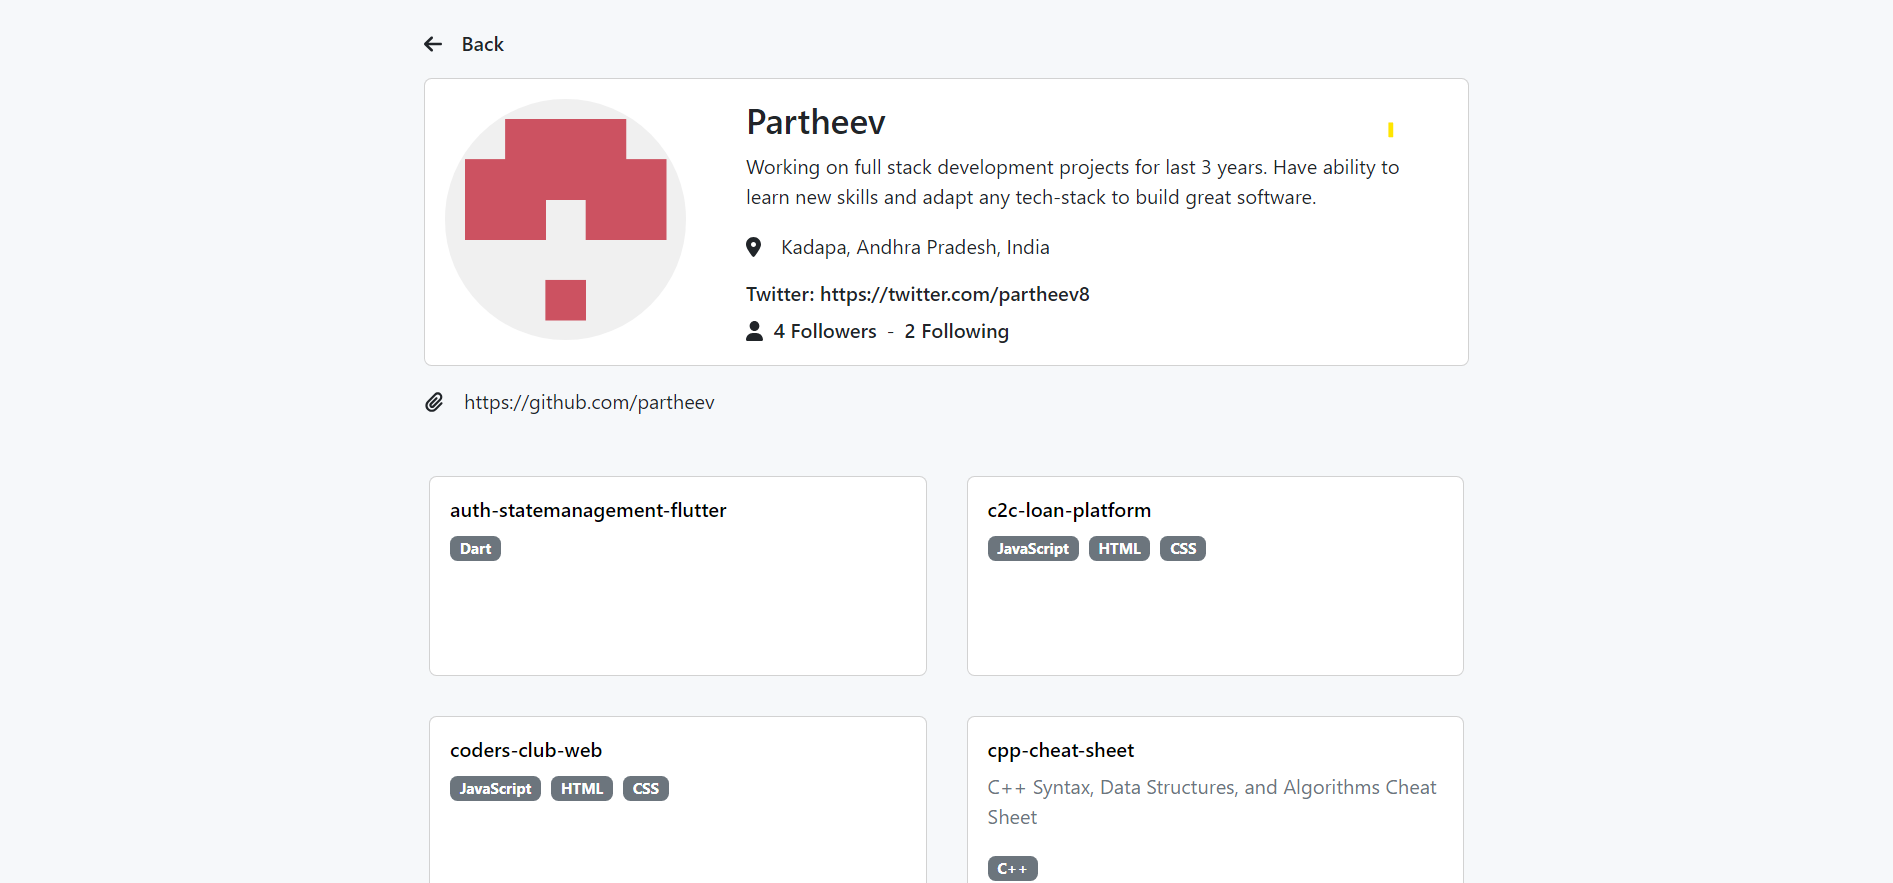 Back
Partheev
Working on full stack development projects for last 3 years. Have ability to
learn new skills and adapt any tech-stack to build great software.
Kadapa, Andhra Pradesh, India
Twitter: https://twitter.com/partheev8
4 Followers - 2 Following
https://github.com/partheev
auth-statemanagement-flutter
Dart
c2c-loan-platform
JavaScript HTML CSS
coders-club-web
JavaScript HTML CSS
cpp-cheat-sheet
C++ Syntax, Data Structures, and Algorithms Cheat
Sheet
C++